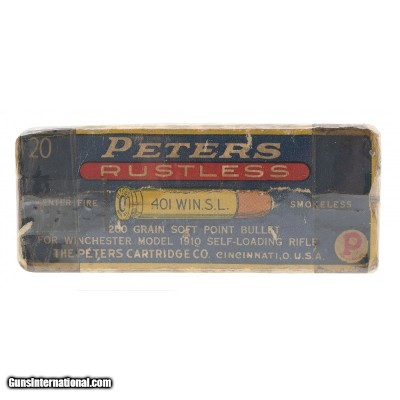 20 PETERS
RUSTLESS
CENTER FIRE 401 WIN. S.L. SMOKELESS
200 GRAIN SOFT POINT BULLET
FOR WINCHESTER MODEL 1910 SELF-LOADING RIFLE
THE PETERS CARTRIDGE CO. CINCINNATI, O. U.S.A.
P
GunsInternational.com